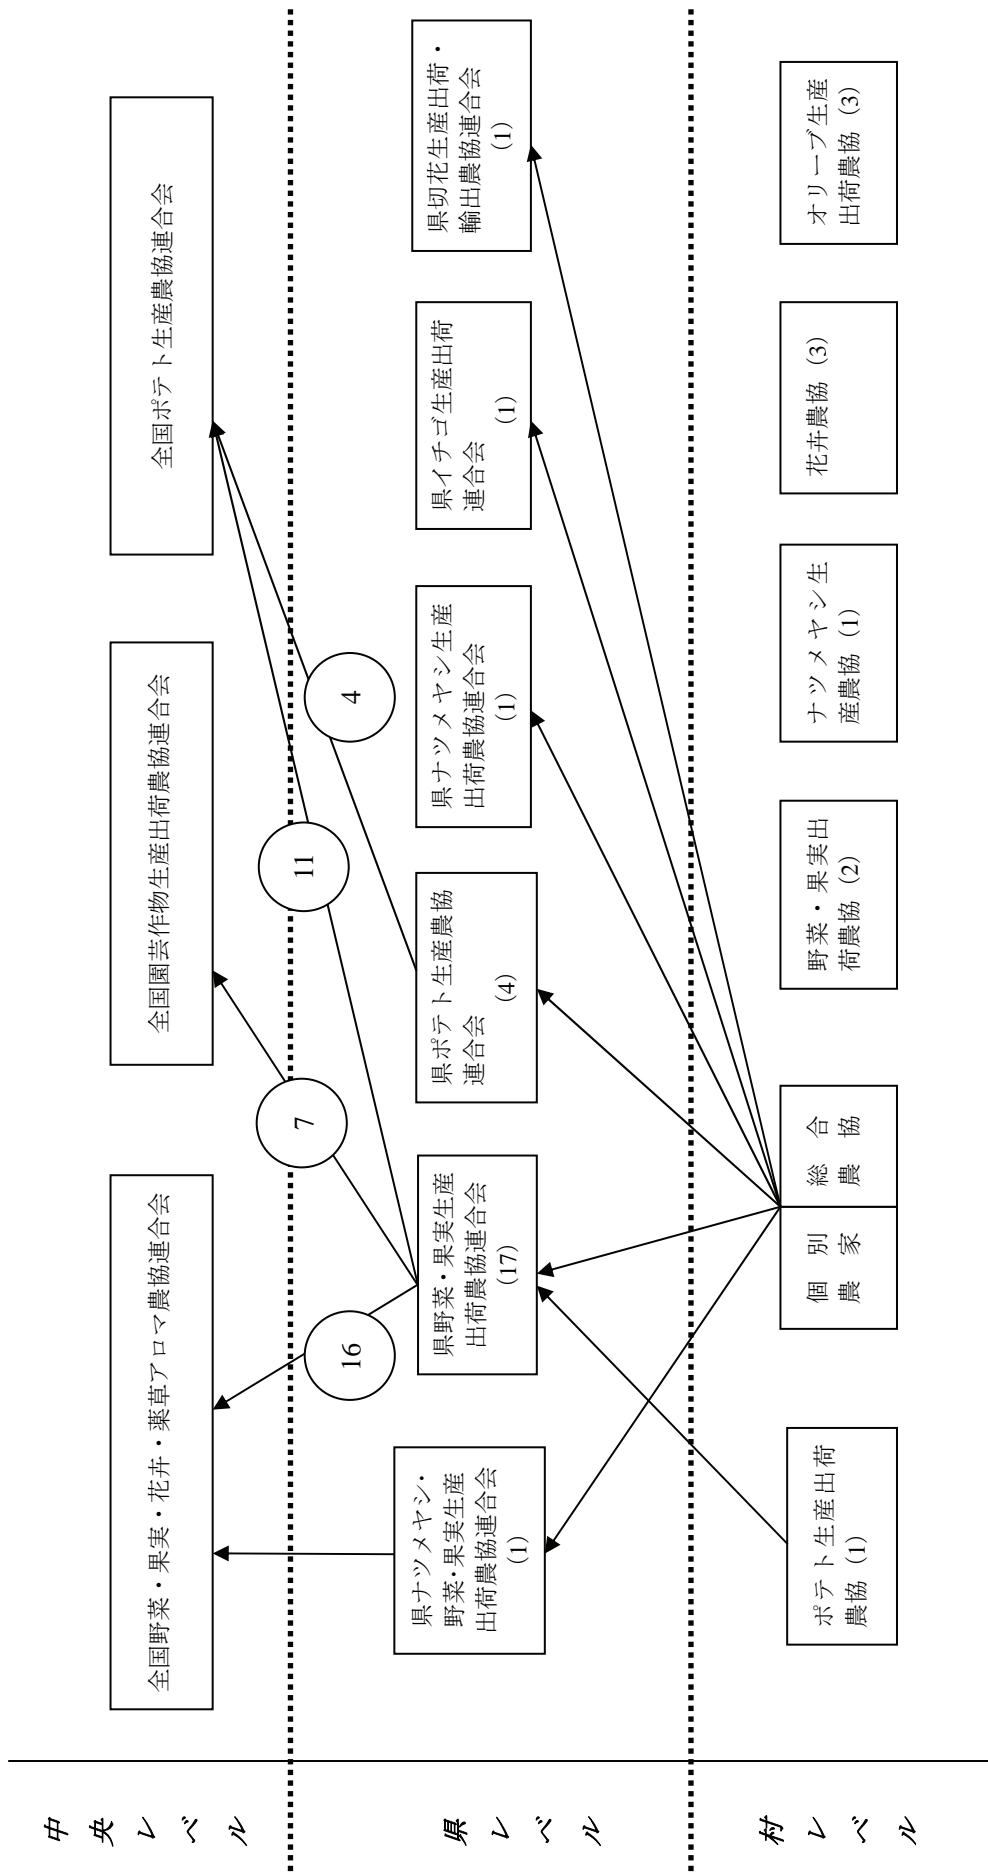 中央レベル
全国野菜・果実・花卉・薬草アロマ農協連合会
全国園芸作物生産出荷農協連合会
全国ポテト生産農協連合会
16
7
11
4
県レベル
県ナツメヤシ・
野菜・果実生産
出荷農協連合会
(1)
県野菜・果実生産
出荷農協連合会
(17)
県ポテト生産農協
連合会 (4)
県ナツメヤシ生産
出荷農協連合会
(1)
県イチゴ生産出荷
連合会 (1)
県切花生産出荷・
輸出農協連合会
(1)
村レベル
ポテト生産出荷
農協 (1)
個別
農家
総合
農協
野菜・果実出
荷農協 (2)
ナツメヤシ生
産農協 (1)
花卉農協 (3)
オリーブ生産
出荷農協 (3)